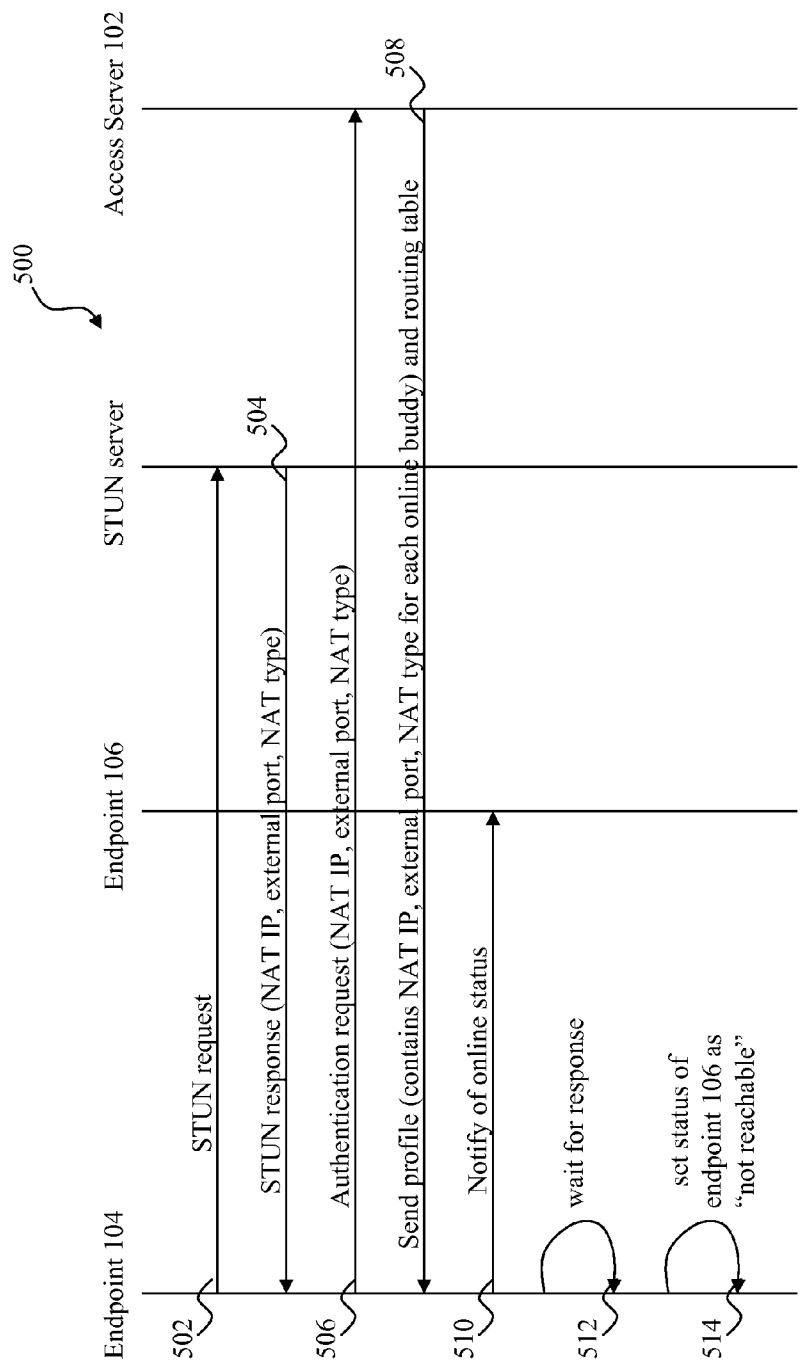 500
Endpoint 104
Endpoint 106
STUN server
Access Server 102
502
STUN request
504
STUN response (NAT IP, external port, NAT type)
506
Authentication request (NAT IP, external port, NAT type)
508
Send profile (contains NAT IP, external port, NAT type for each online buddy) and routing table
510
Notify of online status
512
wait for response
514
set status of
endpoint 106 as
“not reachable”